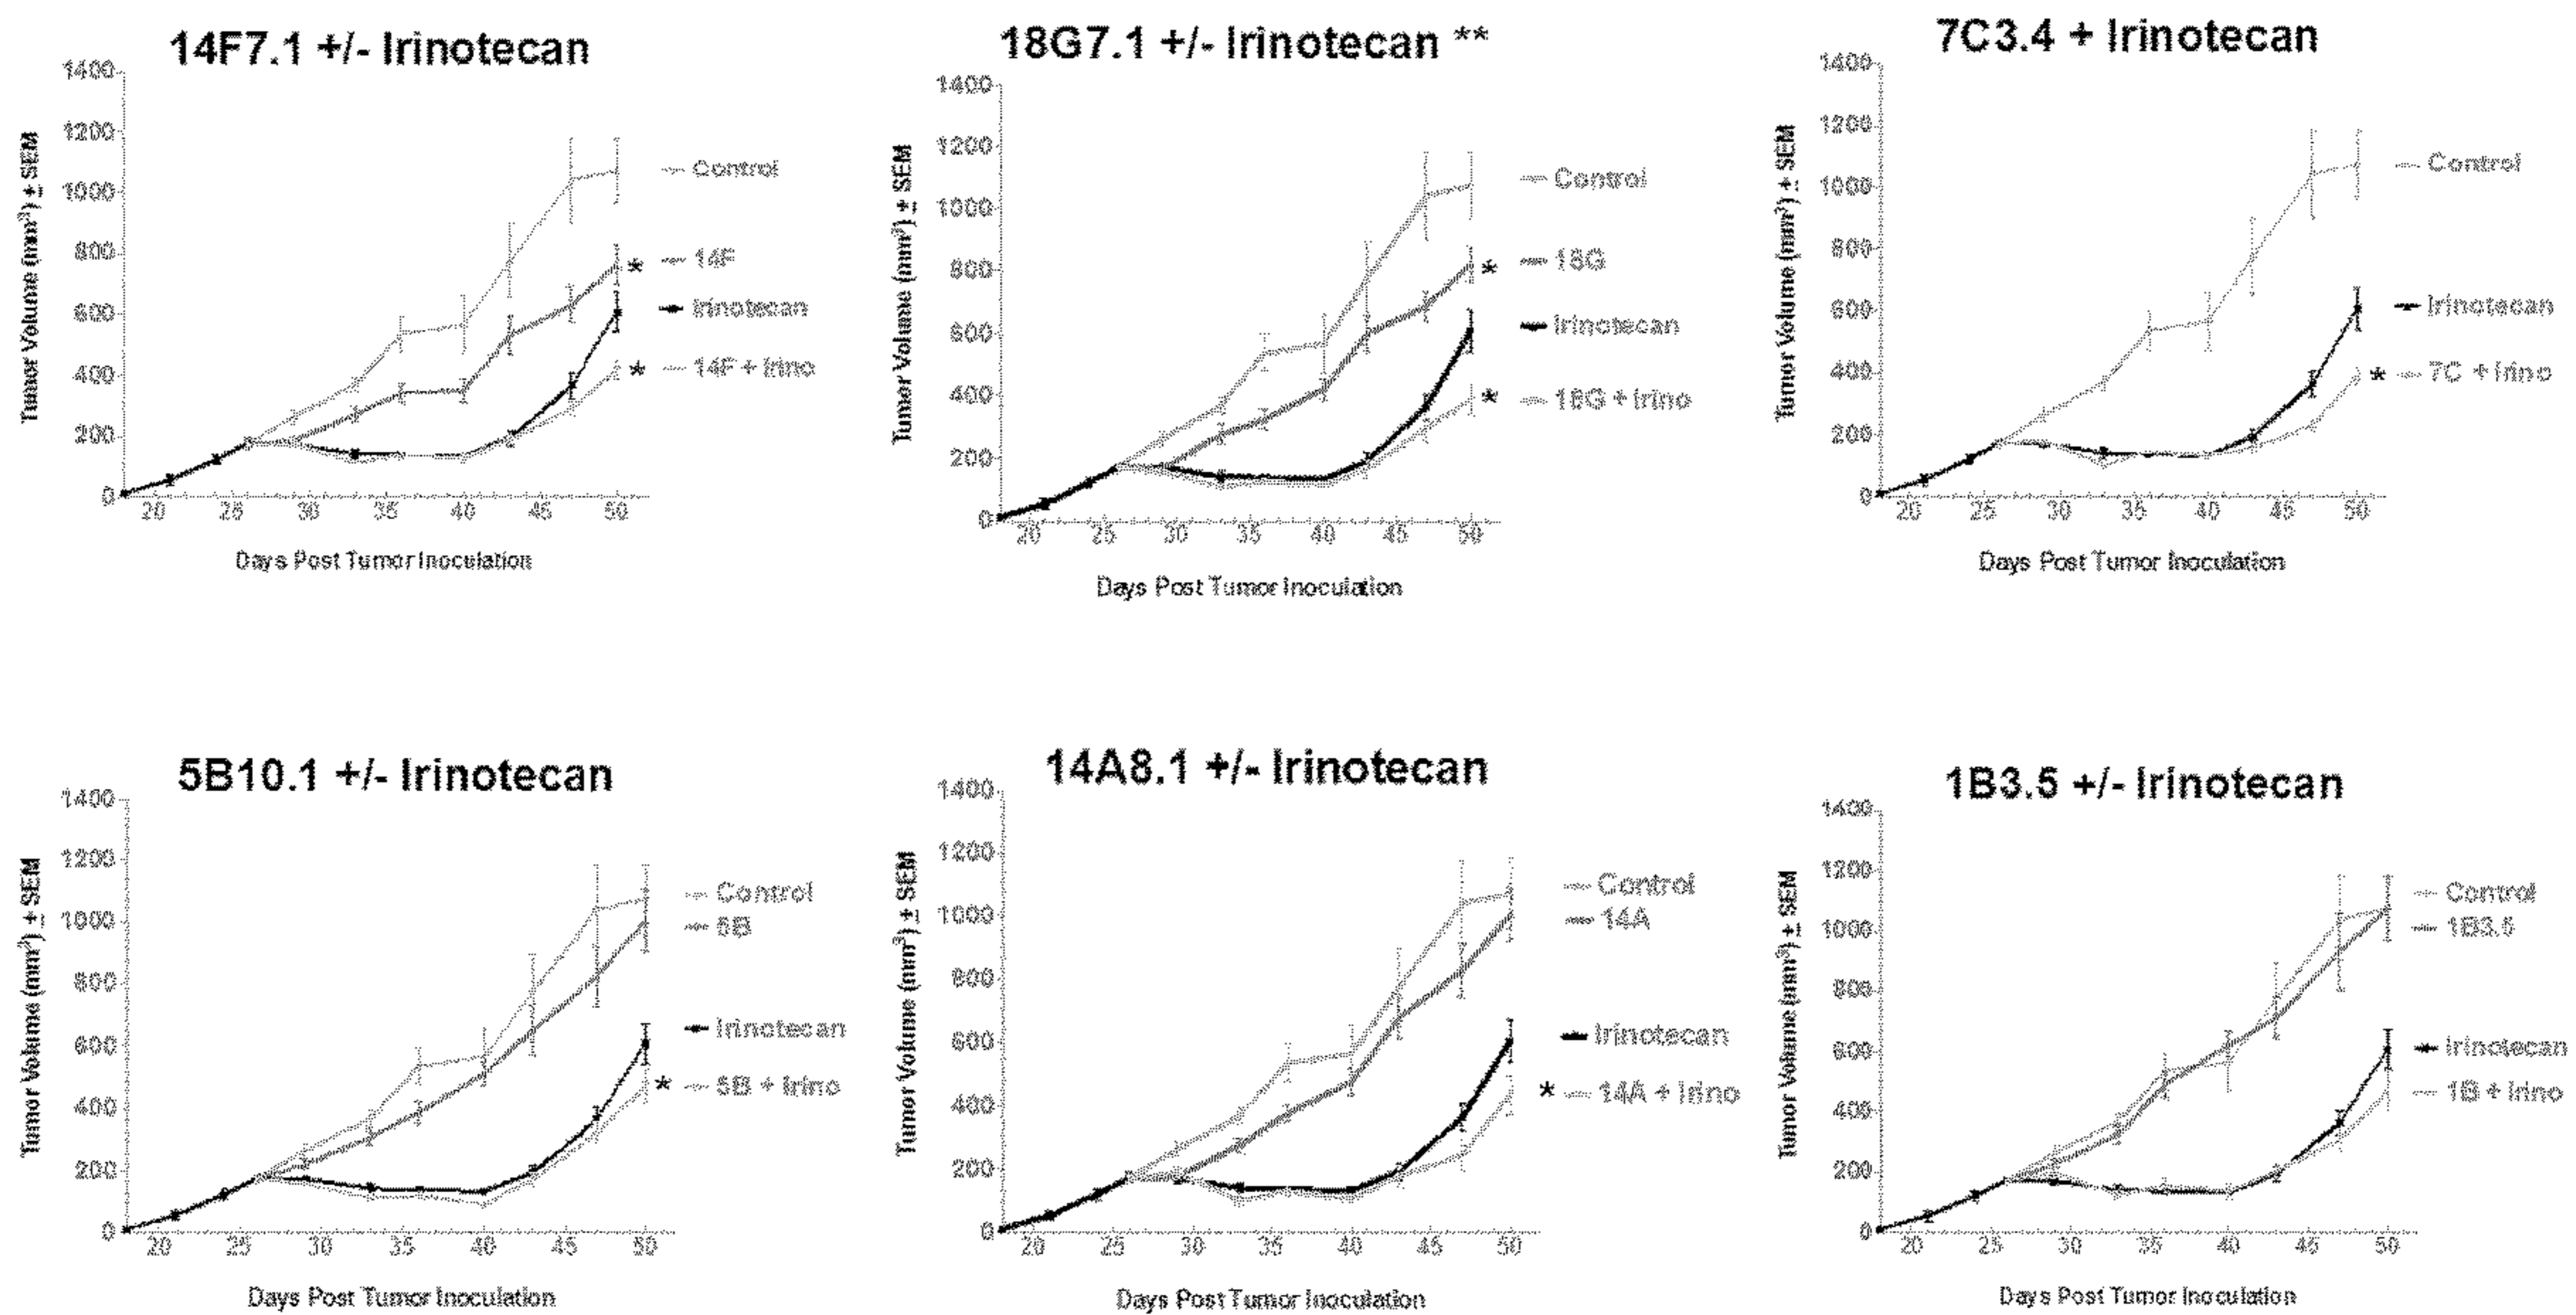 14F7.1 +/- Irinotecan
Tumor Volume (mm³) ± SEM
1400
1200
1000
800
600
400
200
0
20 25 30 35 40 45 50
Days Post Tumor Inoculation
Control
14F
*
Irinotecan
14F + Irino
*
18G7.1 +/- Irinotecan **
Tumor Volume (mm³) ± SEM
1400
1200
1000
800
600
400
200
0
20 25 30 35 40 45 50
Days Post Tumor Inoculation
Control
* 18G
Irinotecan
* 18G + Irino
7C3.4 + Irinotecan
Tumor Volume (mm³) ± SEM
1400
1200
1000
800
600
400
200
0
20 25 30 35 40 45 50
Days Post Tumor Inoculation
Control
Irinotecan
* 7C + Irino
5B10.1 +/- Irinotecan
Tumor Volume (mm³) ± SEM
1400
1200
1000
800
600
400
200
0
20 25 30 35 40 45 50
Days Post Tumor Inoculation
Control
5B
Irinotecan
* 5B + Irino
14A8.1 +/- Irinotecan
Tumor Volume (mm³) ± SEM
1400
1200
1000
800
600
400
200
0
20 25 30 35 40 45 50
Days Post Tumor Inoculation
Control
14A
Irinotecan
* 14A + Irino
1B3.5 +/- Irinotecan
Tumor Volume (mm³) ± SEM
1400
1200
1000
800
600
400
200
0
20 25 30 35 40 45 50
Days Post Tumor Inoculation
Control
1B3.5
Irinotecan
1B + Irino